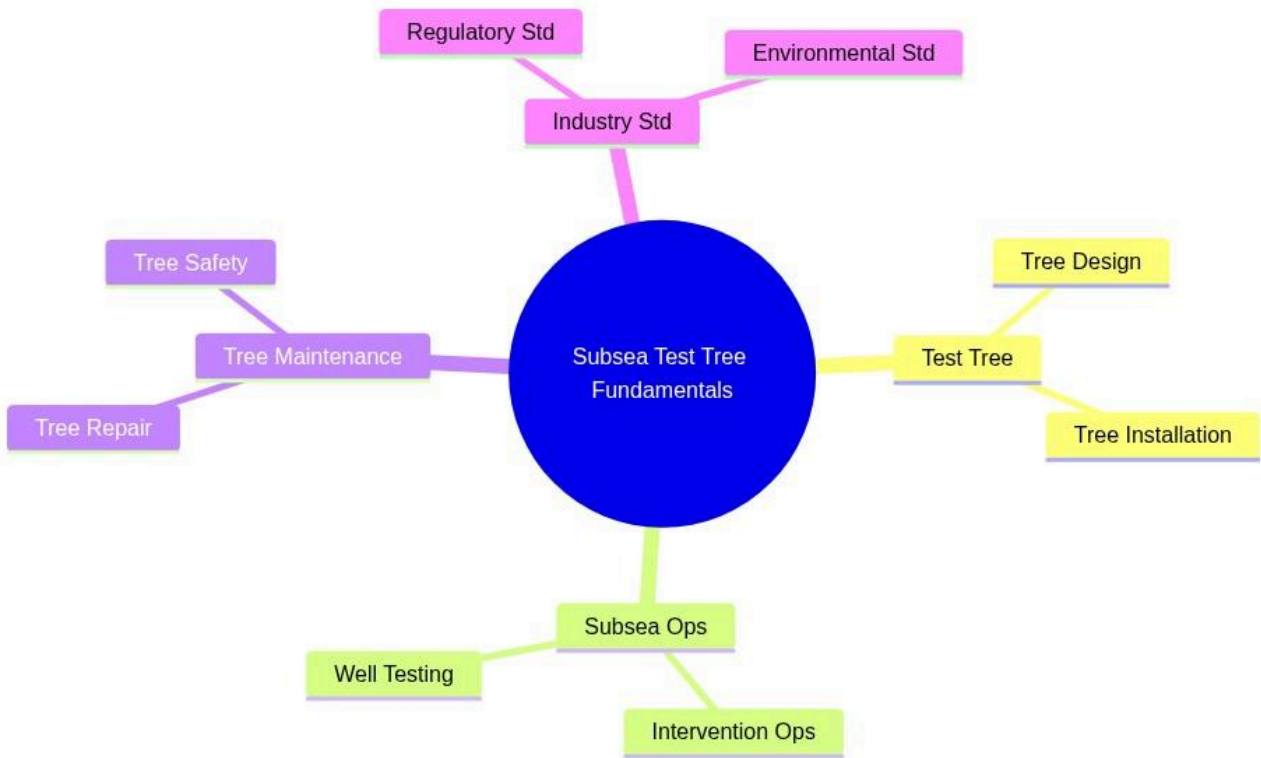 Regulatory Std
Environmental Std
Industry Std
Tree Safety
Tree Design
Tree Maintenance
Subsea Test Tree
Fundamentals
Test Tree
Tree Repair
Tree Installation
Subsea Ops
Well Testing
Intervention Ops